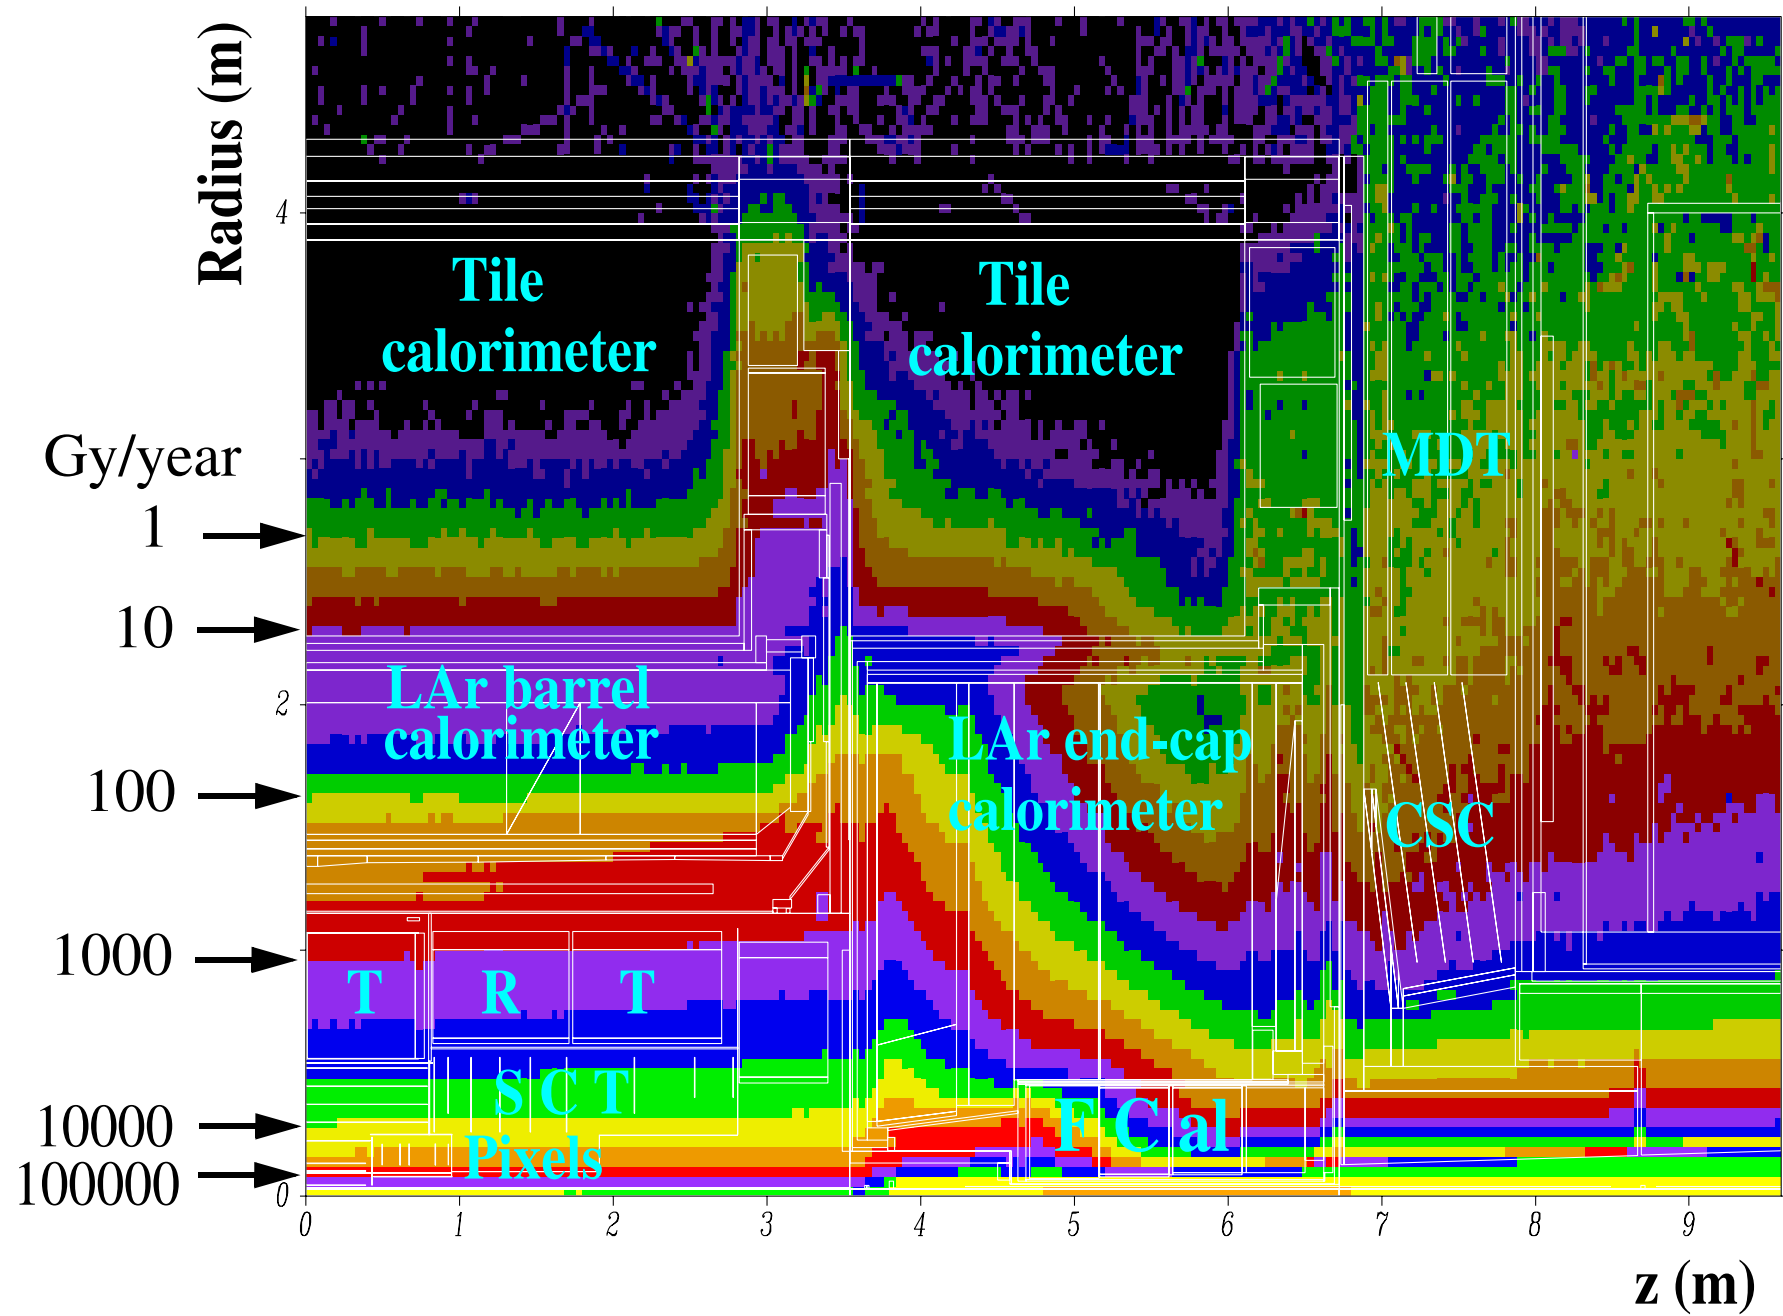 Radius (m)
4
Tile
calorimeter
Tile
calorimeter
Gy/year
MDT
1
10
LAr barrel
calorimeter
2
LAr end-cap
calorimeter
100
CSC
1000
T R T
S C T
10000
F C al
Pixels
100000
0
0 1 2 3 4 5 6 7 8 9
z (m)